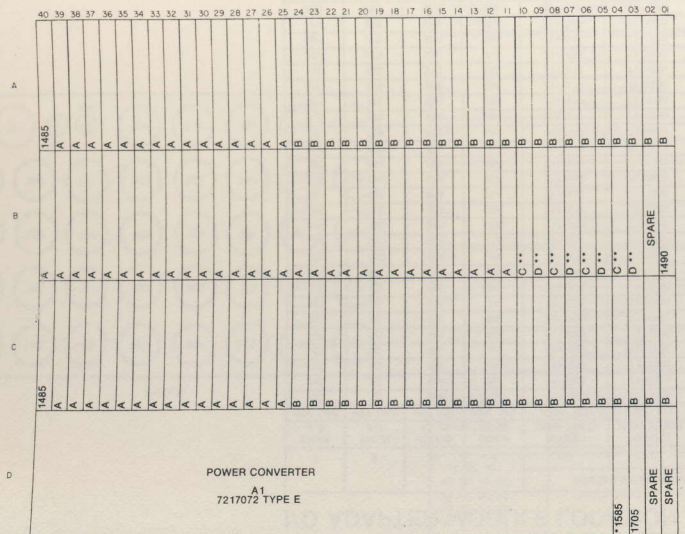 40 39 38 37 36 35 34 33 32 31 30 29 28 27 26 25 24 23 22 21 20 19 18 17 16 15 14 13 12 11 10 09 08 07 06 05 04 03 02 01
A
1485 A A A A A A A A A A A A A A A B B B B B B B B B B B B B B B B B B B B B B B B
B
A A A A A A A A A A A A A A A A A A A A A A A A A A A A A A C ** D ** C ** D ** C ** D ** C ** D ** SPARE 1490
C
1485 A A A A A A A A A A A A A A A B B B B B B B B B B B B B B B B B B B B B B B B
D
POWER CONVERTER
A1
7217072 TYPE E
*1585
1705
SPARE
SPARE